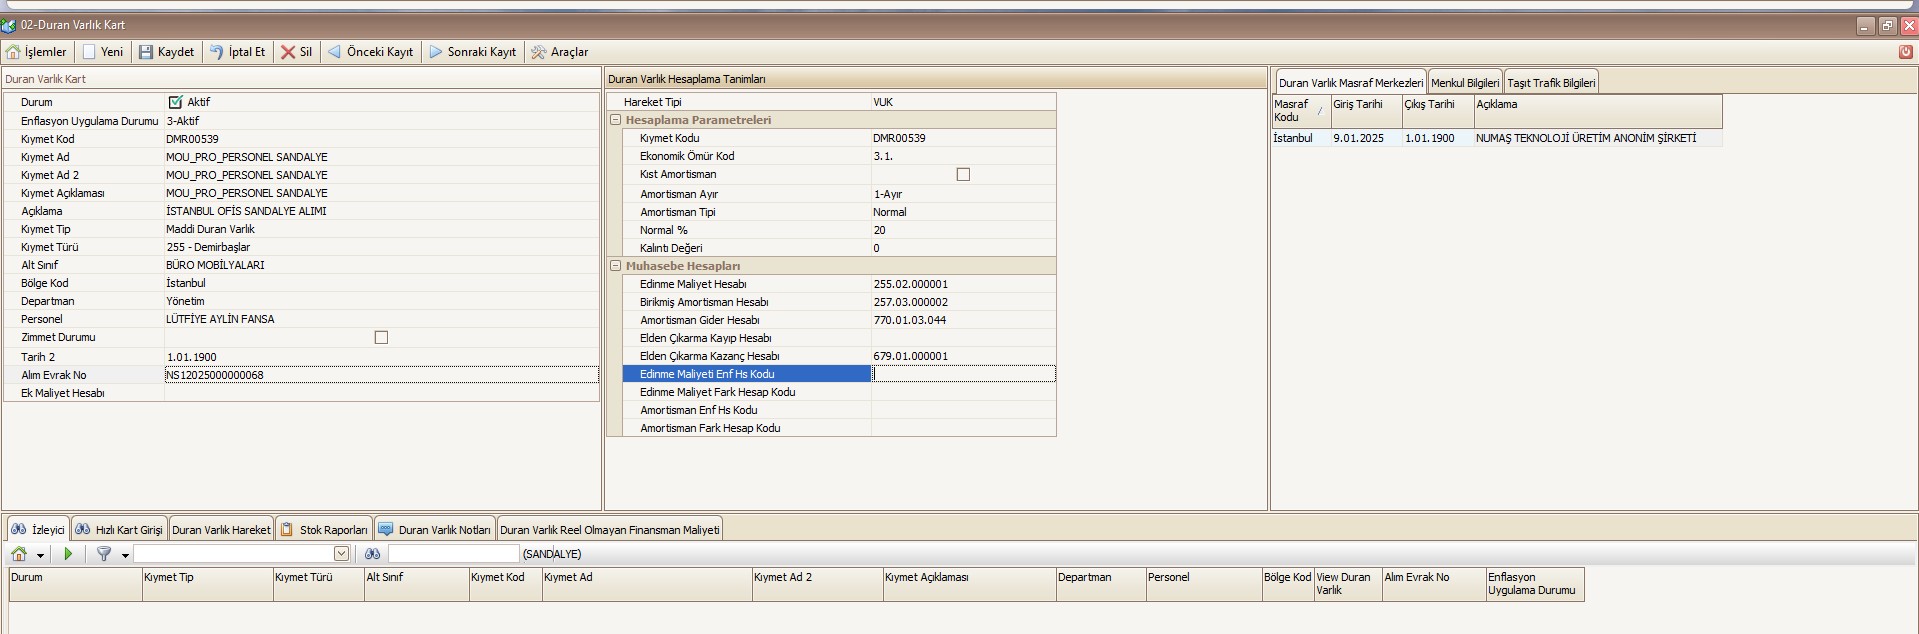 02-Duran Varlık Kart
İşlemler Yeni Kaydet İptal Et Sil Önceki Kayıt Sonraki Kayıt Araçlar
Duran Varlık Kart
Durum Aktif
Enflasyon Uygulama Durumu 3-Aktif
Kıymet Kod DMR00539
Kıymet Ad MOU_PRO_PERSONEL SANDALYE
Kıymet Ad 2 MOU_PRO_PERSONEL SANDALYE
Kıymet Açıklaması MOU_PRO_PERSONEL SANDALYE
Açıklama İSTANBUL OFİS SANDALYE ALIMI
Kıymet Tip Maddi Duran Varlık
Kıymet Türü 255 - Demirbaşlar
Alt Sınıf BÜRO MOBİLYALARI
Bölge Kod İstanbul
Departman Yönetim
Personel LÜTFİYE AYLİN FANSA
Zimmet Durumu
Tarih 2 1.01.1900
Alım Evrak No NS12025000000068
Ek Maliyet Hesabı
Duran Varlık Hesaplama Tanimları
Hareket Tipi VUK
Hesaplama Parametreleri
Kıymet Kodu DMR00539
Ekonomik Ömür Kod 3.1.
Kıst Amortisman
Amortisman Ayır 1-Ayır
Amortisman Tipi Normal
Normal % 20
Kalıntı Değeri 0
Muhasebe Hesapları
Edinme Maliyet Hesabı 255.02.000001
Birikmiş Amortisman Hesabı 257.03.000002
Amortisman Gider Hesabı 770.01.03.044
Elden Çıkarma Kayıp Hesabı
Elden Çıkarma Kazanç Hesabı 679.01.000001
Edinme Maliyeti Enf Hs Kodu
Edinme Maliyet Fark Hesap Kodu
Amortisman Enf Hs Kodu
Amortisman Fark Hesap Kodu
Duran Varlık Masraf Merkezleri Menkul Bilgileri Taşıt Trafik Bilgileri
Masraf Kodu Giriş Tarihi Çıkış Tarihi Açıklama
İstanbul 9.01.2025 1.01.1900 NUMAŞ TEKNOLOJİ ÜRETİM ANONİM ŞİRKETİ
İzleyici Hızlı Kart Girişi Duran Varlık Hareket Stok Raporları Duran Varlık Notları Duran Varlık Reel Olmayan Finansman Maliyeti
(SANDALYE)
Durum Kıymet Tip Kıymet Türü Alt Sınıf Kıymet Kod Kıymet Ad Kıymet Ad 2 Kıymet Açıklaması Departman Personel Bölge Kod View Duran Varlık Alım Evrak No Enflasyon Uygulama Durumu